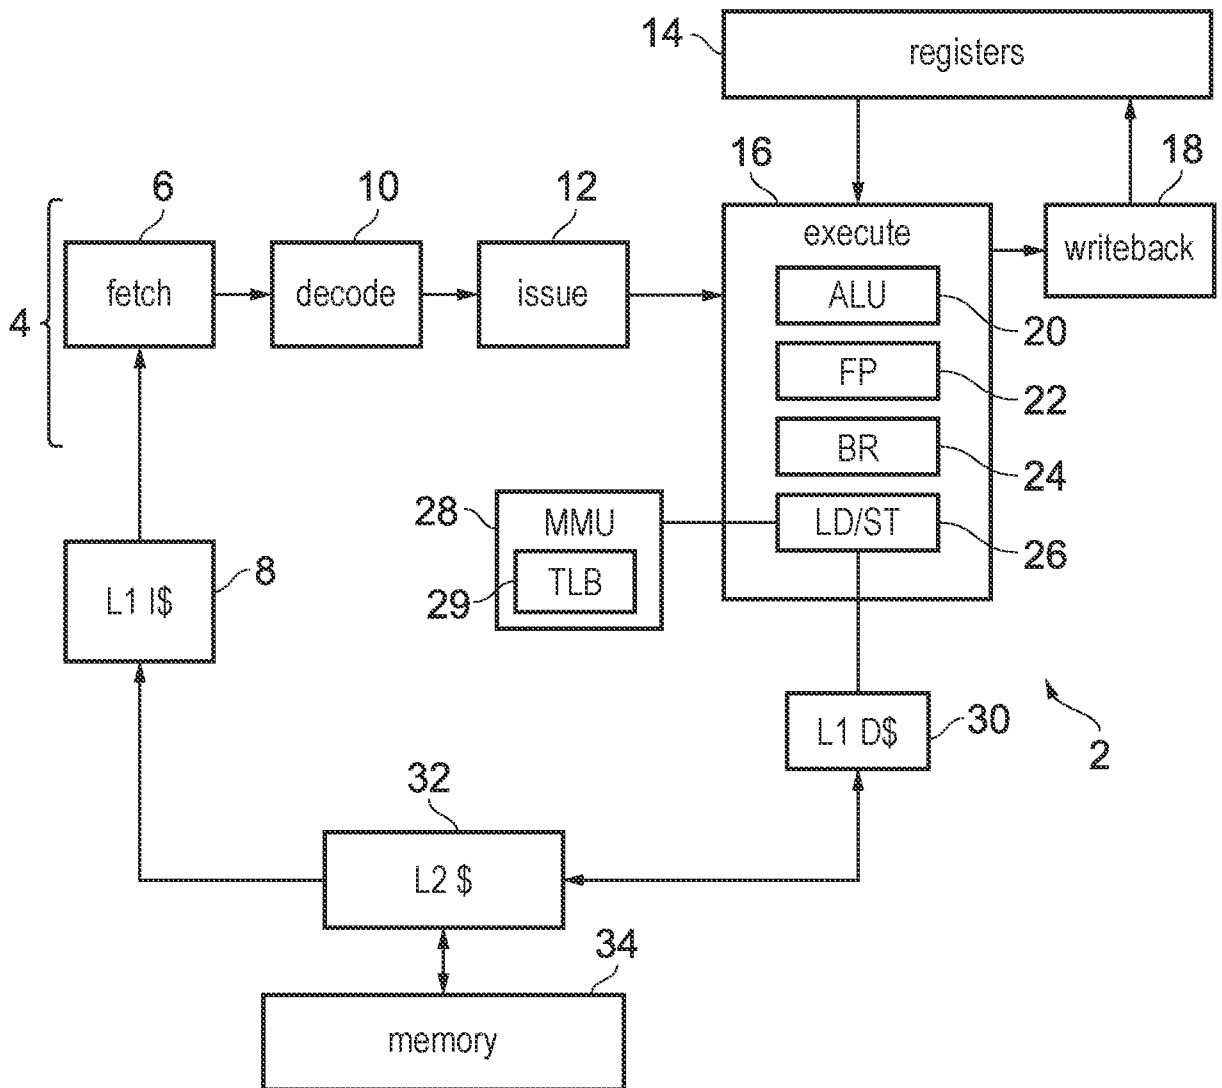 14
registers
16
18
6
10
12
execute
writeback
4
fetch
decode
issue
ALU
20
FP
22
BR
24
28
MMU
LD/ST
26
29
TLB
8
L1 I$
L1 D$
30
2
32
L2 $
34
memory